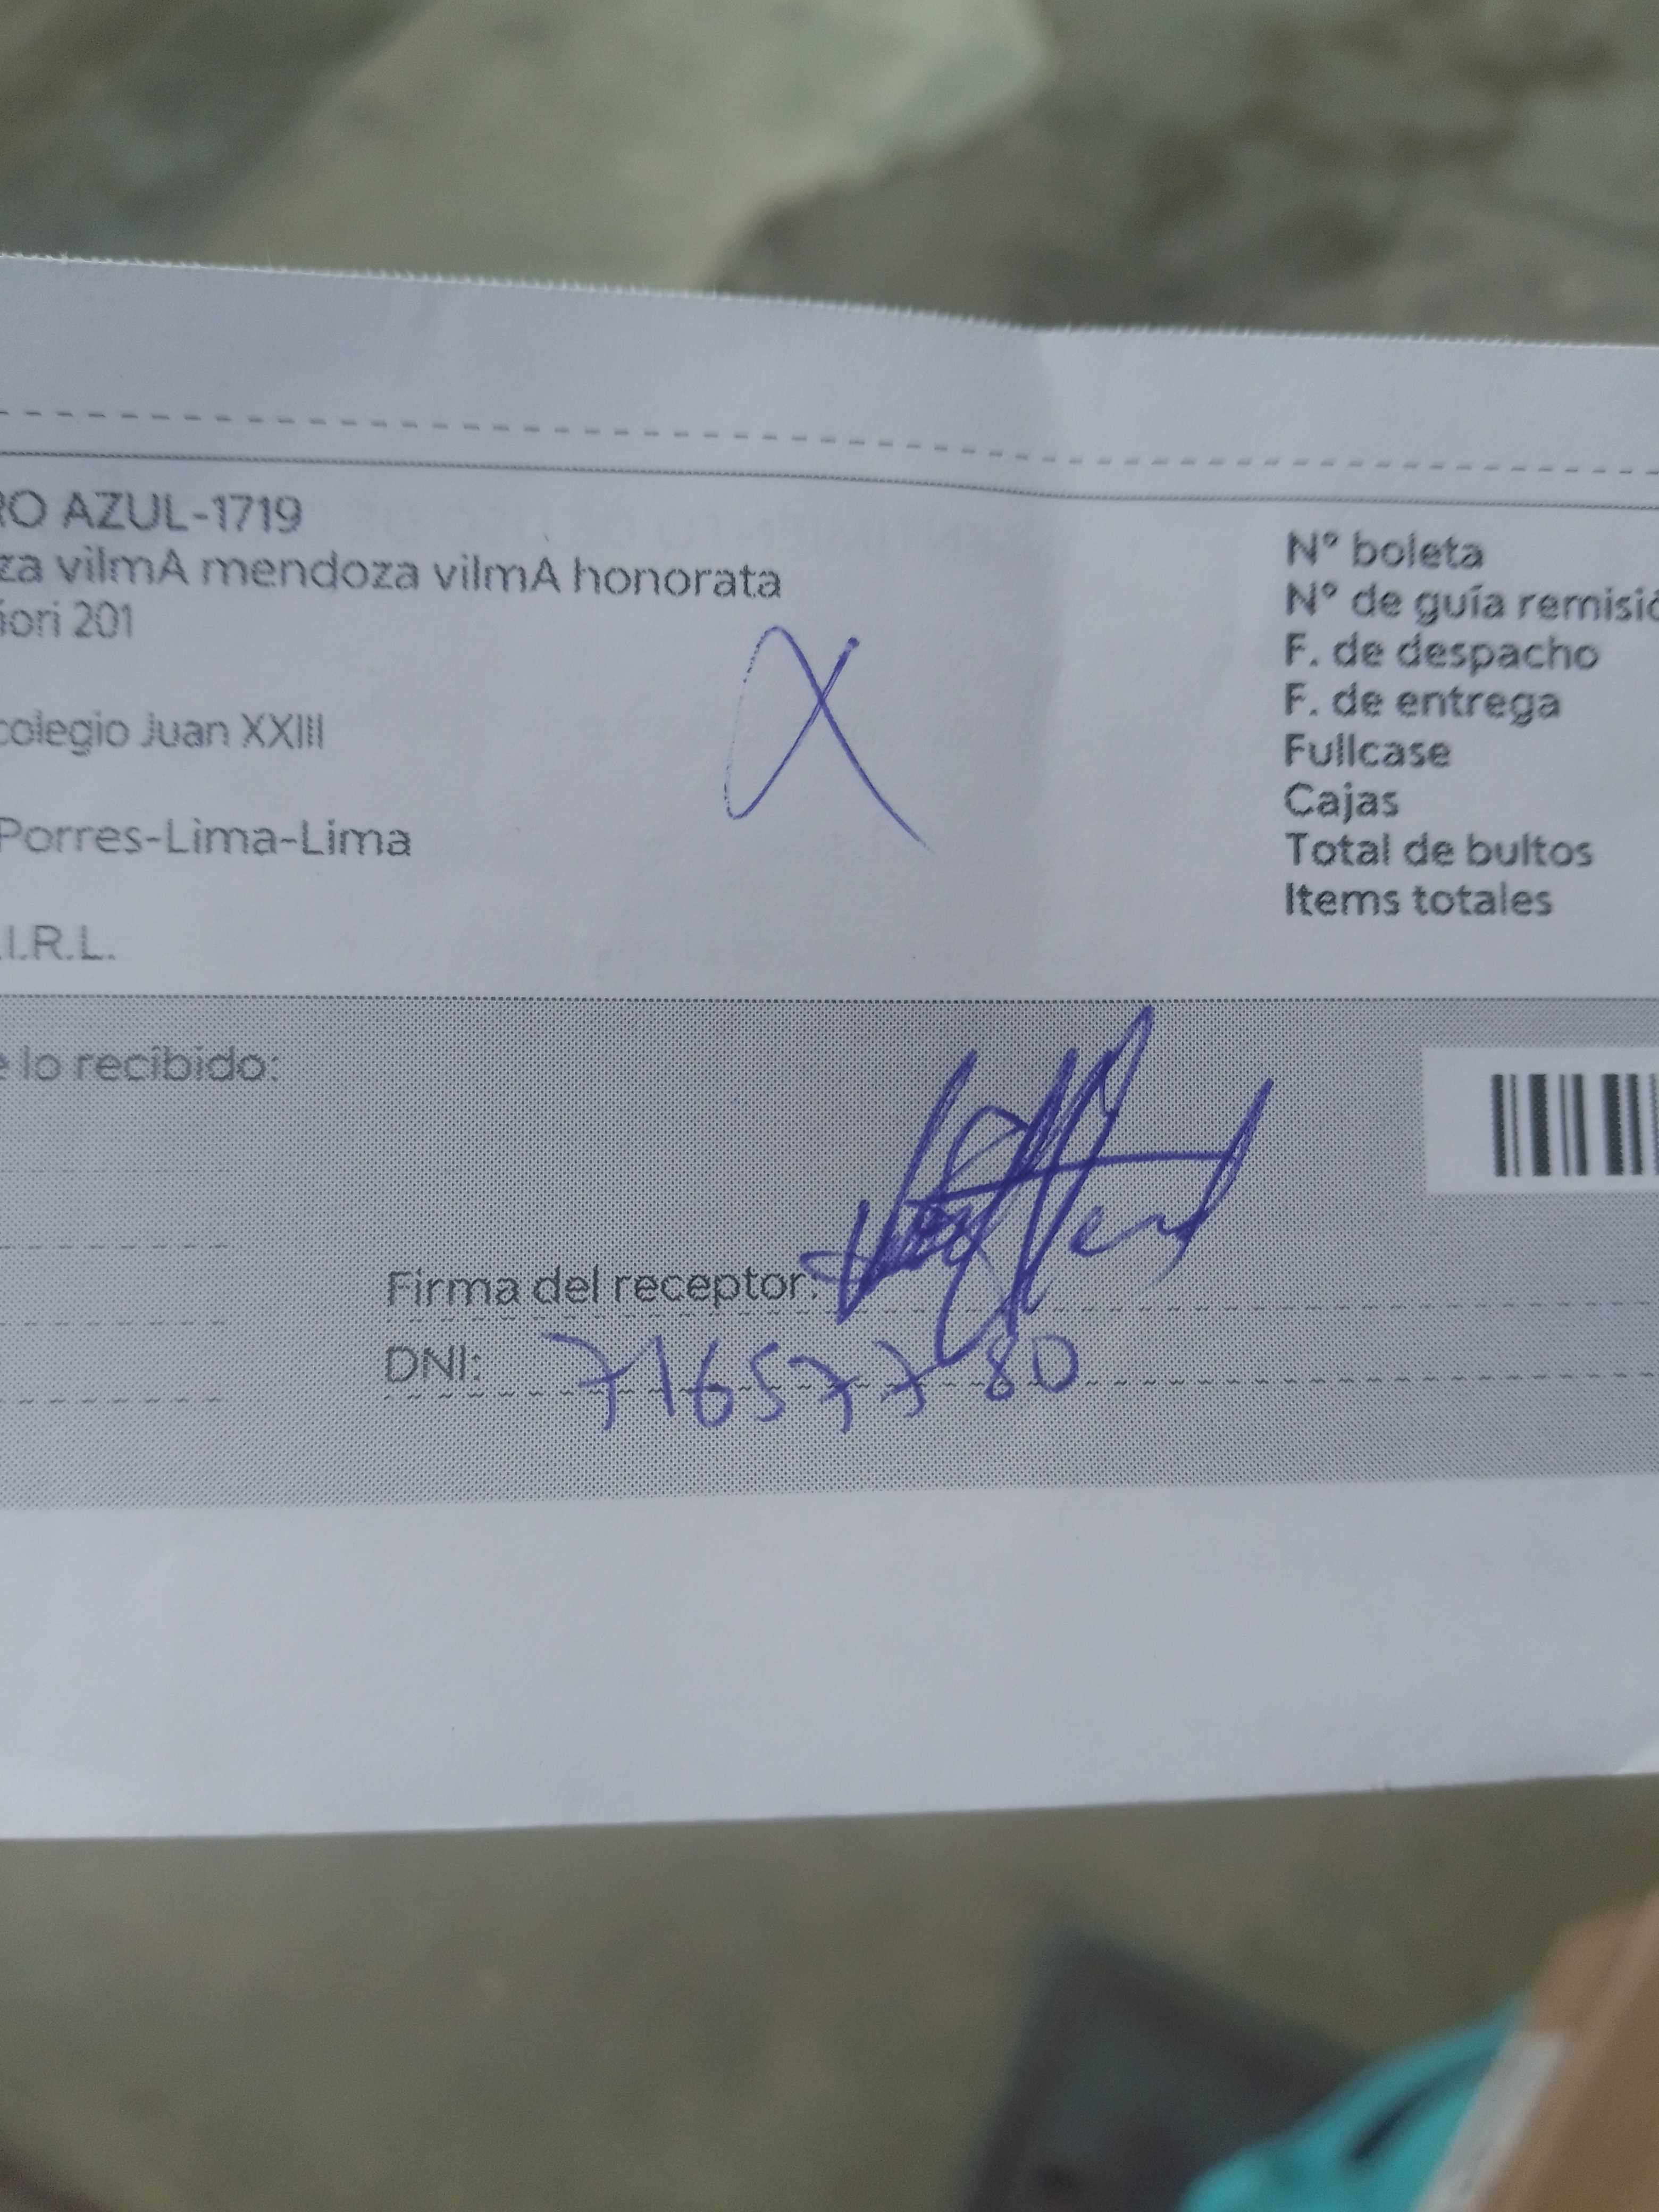 RO AZUL-1719
za vilmA mendoza vilmA honorata
ñori 201
colegio Juan XXIII
Porres-Lima-Lima
.I.R.L.
N° boleta
N° de guía remisió
F. de despacho
F. de entrega
Fullcase
Cajas
Total de bultos
Items totales
e lo recibido:
Firma del receptor:
DNI: 71657780